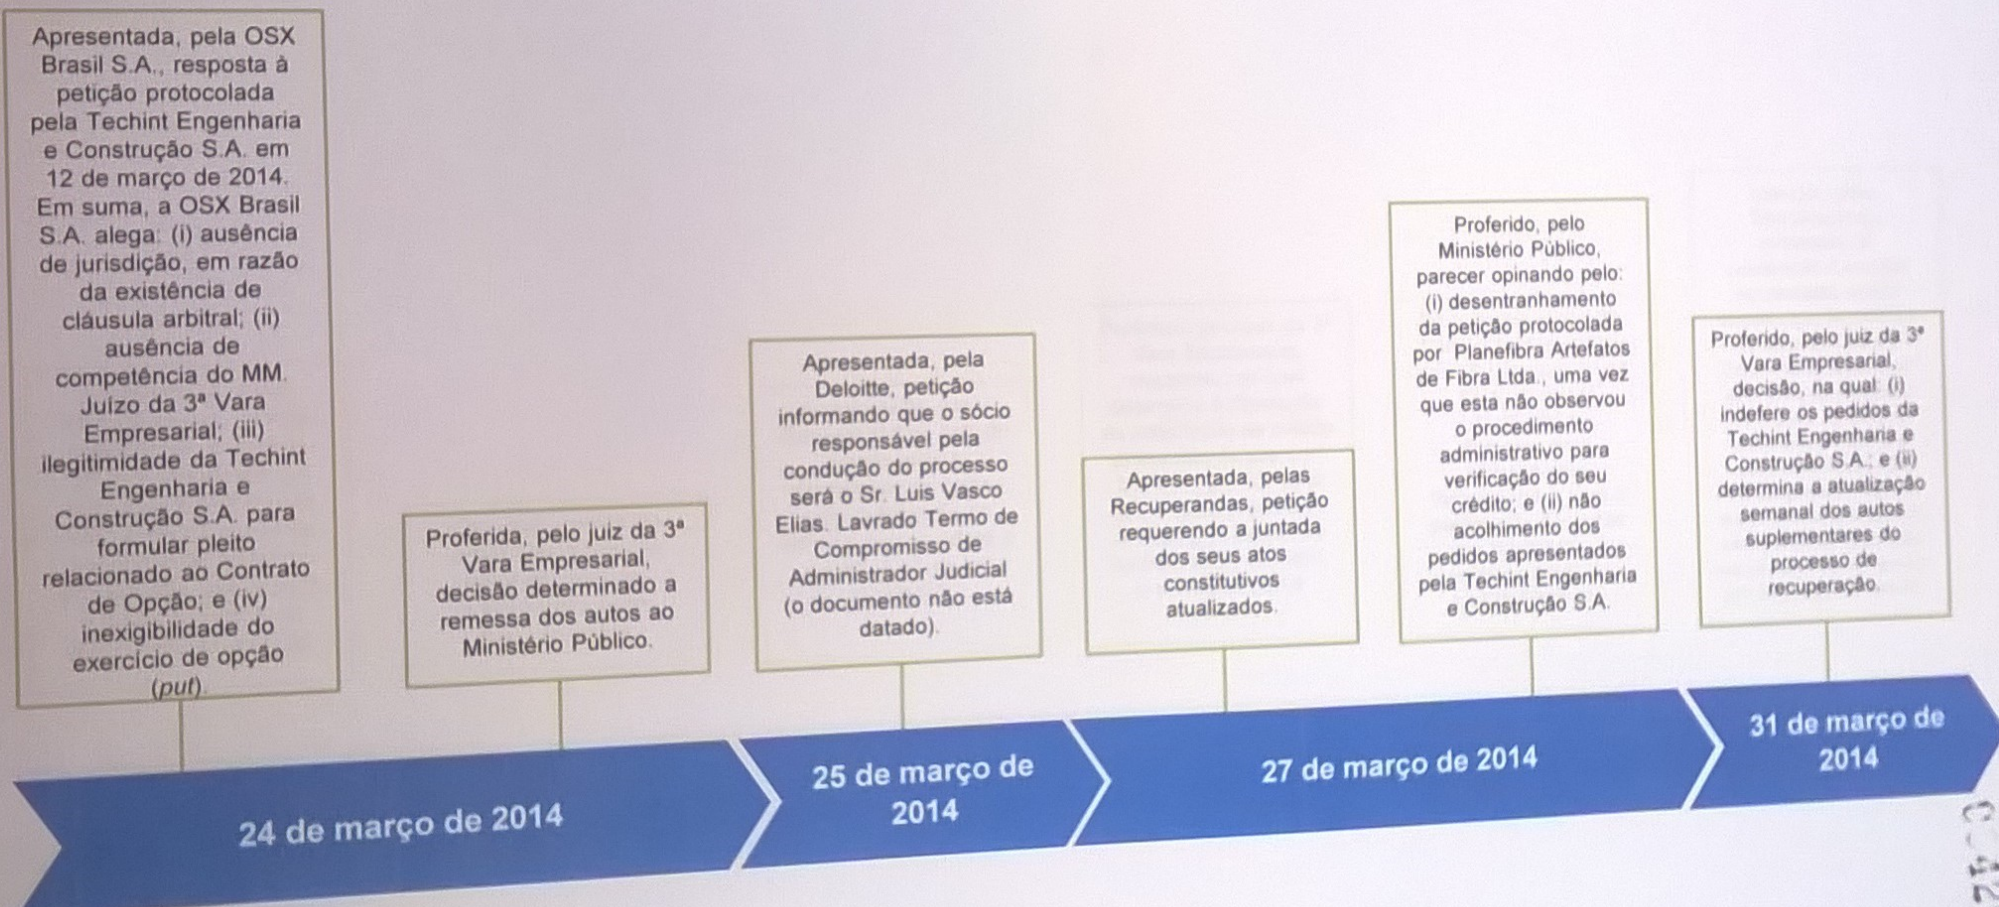 Apresentada, pela OSX
Brasil S.A., resposta à
petição protocolada
pela Techint Engenharia
e Construção S.A. em
12 de março de 2014.
Em suma, a OSX Brasil
S.A. alega: (i) ausência
de jurisdição, em razão
da existência de
cláusula arbitral; (ii)
ausência de
competência do MM.
Juízo da 3ª Vara
Empresarial; (iii)
ilegitimidade da Techint
Engenharia e
Construção S.A. para
formular pleito
relacionado ao Contrato
de Opção; e (iv)
inexigibilidade do
exercício de opção
(put).
Proferida, pelo juiz da 3ª
Vara Empresarial,
decisão determinado a
remessa dos autos ao
Ministério Público.
Apresentada, pela
Deloitte, petição
informando que o sócio
responsável pela
condução do processo
será o Sr. Luis Vasco
Elias. Lavrado Termo de
Compromisso de
Administrador Judicial
(o documento não está
datado).
Apresentada, pelas
Recuperandas, petição
requerendo a juntada
dos seus atos
constitutivos
atualizados.
Proferido, pelo
Ministério Público,
parecer opinando pelo:
(i) desentranhamento
da petição protocolada
por Planefibra Artefatos
de Fibra Ltda., uma vez
que esta não observou
o procedimento
administrativo para
verificação do seu
crédito; e (ii) não
acolhimento dos
pedidos apresentados
pela Techint Engenharia
e Construção S.A.
Proferido, pelo juiz da 3ª
Vara Empresarial,
decisão, na qual: (i)
indefere os pedidos da
Techint Engenharia e
Construção S.A.; e (ii)
determina a atualização
semanal dos autos
suplementares do
processo de
recuperação.
24 de março de 2014
25 de março de
2014
27 de março de 2014
31 de março de
2014